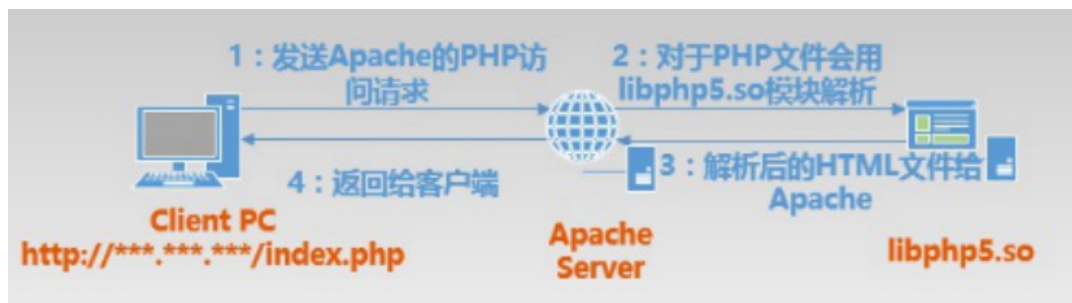 1：发送Apache的PHP访
问请求
2：对于PHP文件会用
libphp5.so模块解析
3：解析后的HTML文件给
Apache
4：返回给客户端
Client PC
http://***.***.***/index.php
Apache
Server
libphp5.so